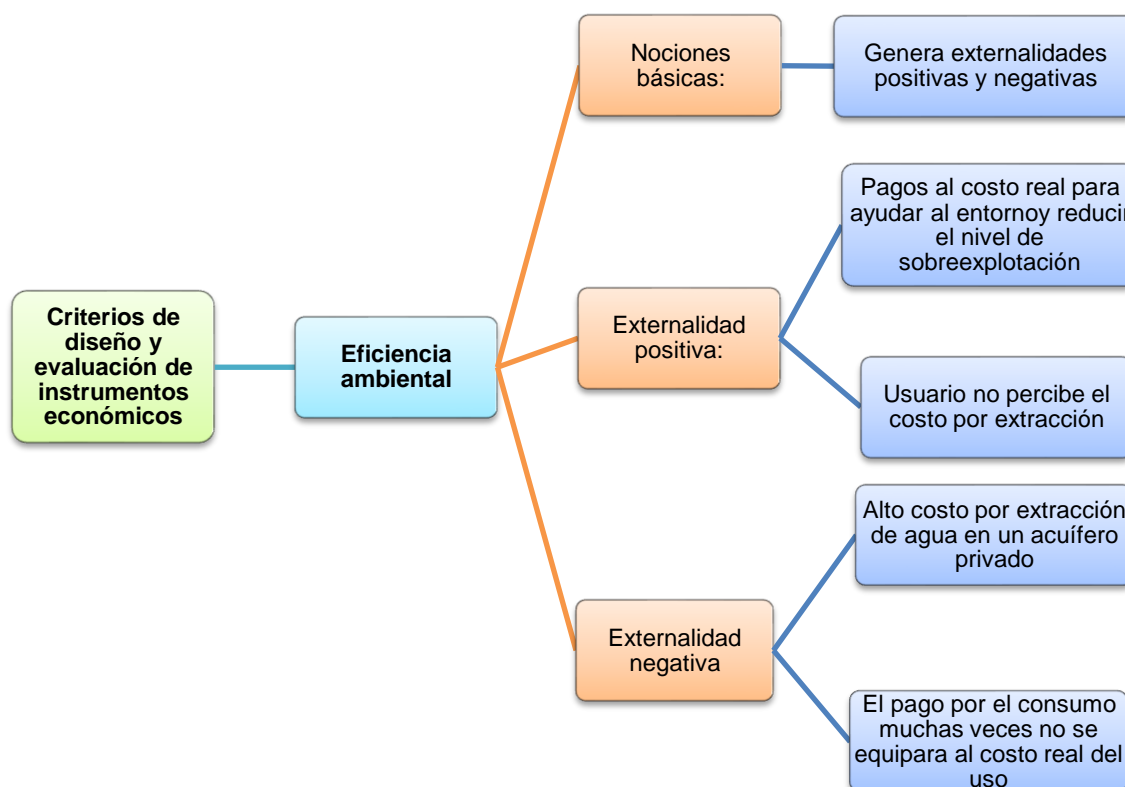 Criterios de
diseño y
evaluación de
instrumentos
económicos
Eficiencia
ambiental
Nociones
básicas:
Genera externalidades
positivas y negativas
Externalidad
positiva:
Pagos al costo real para
ayudar al entornoy reducir
el nivel de
sobreexplotación
Usuario no percibe el
costo por extracción
Externalidad
negativa
Alto costo por extracción
de agua en un acuífero
privado
El pago por el consumo
muchas veces no se
equipara al costo real del
uso